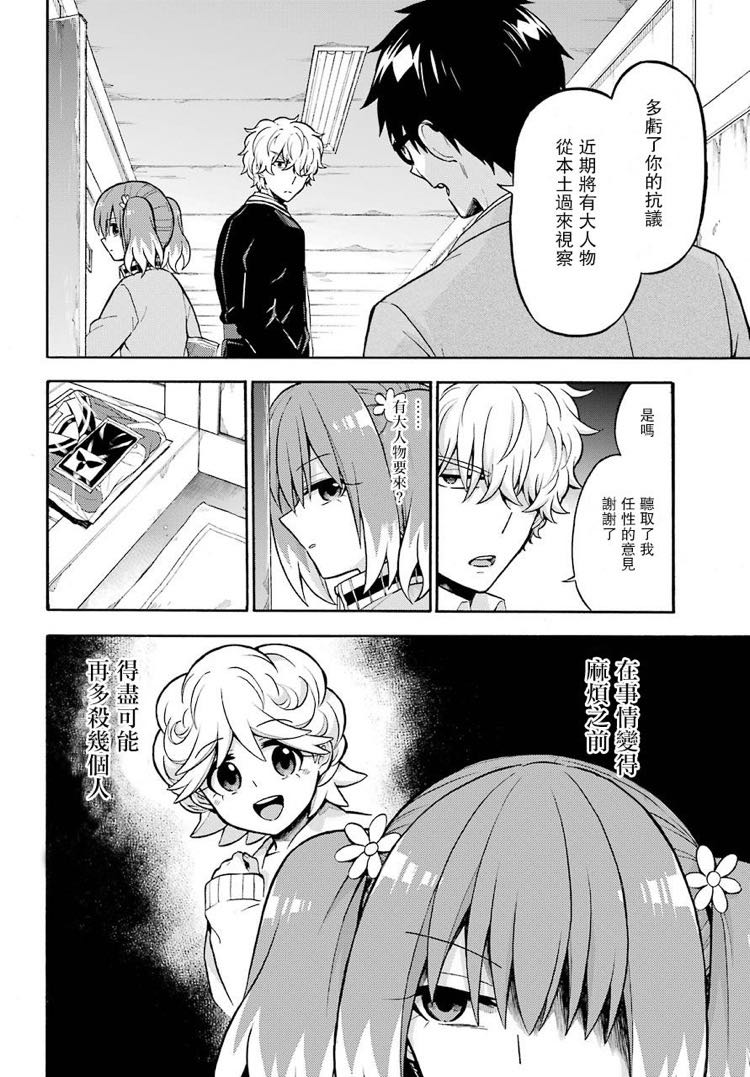 多虧了你的抗議
近期將有大人物
從本土過來視察
是嗎
聽取了我
任性的意見
謝謝了
……
有大人物要來？
在事情變得
麻煩之前
得盡可能
再多殺幾個人